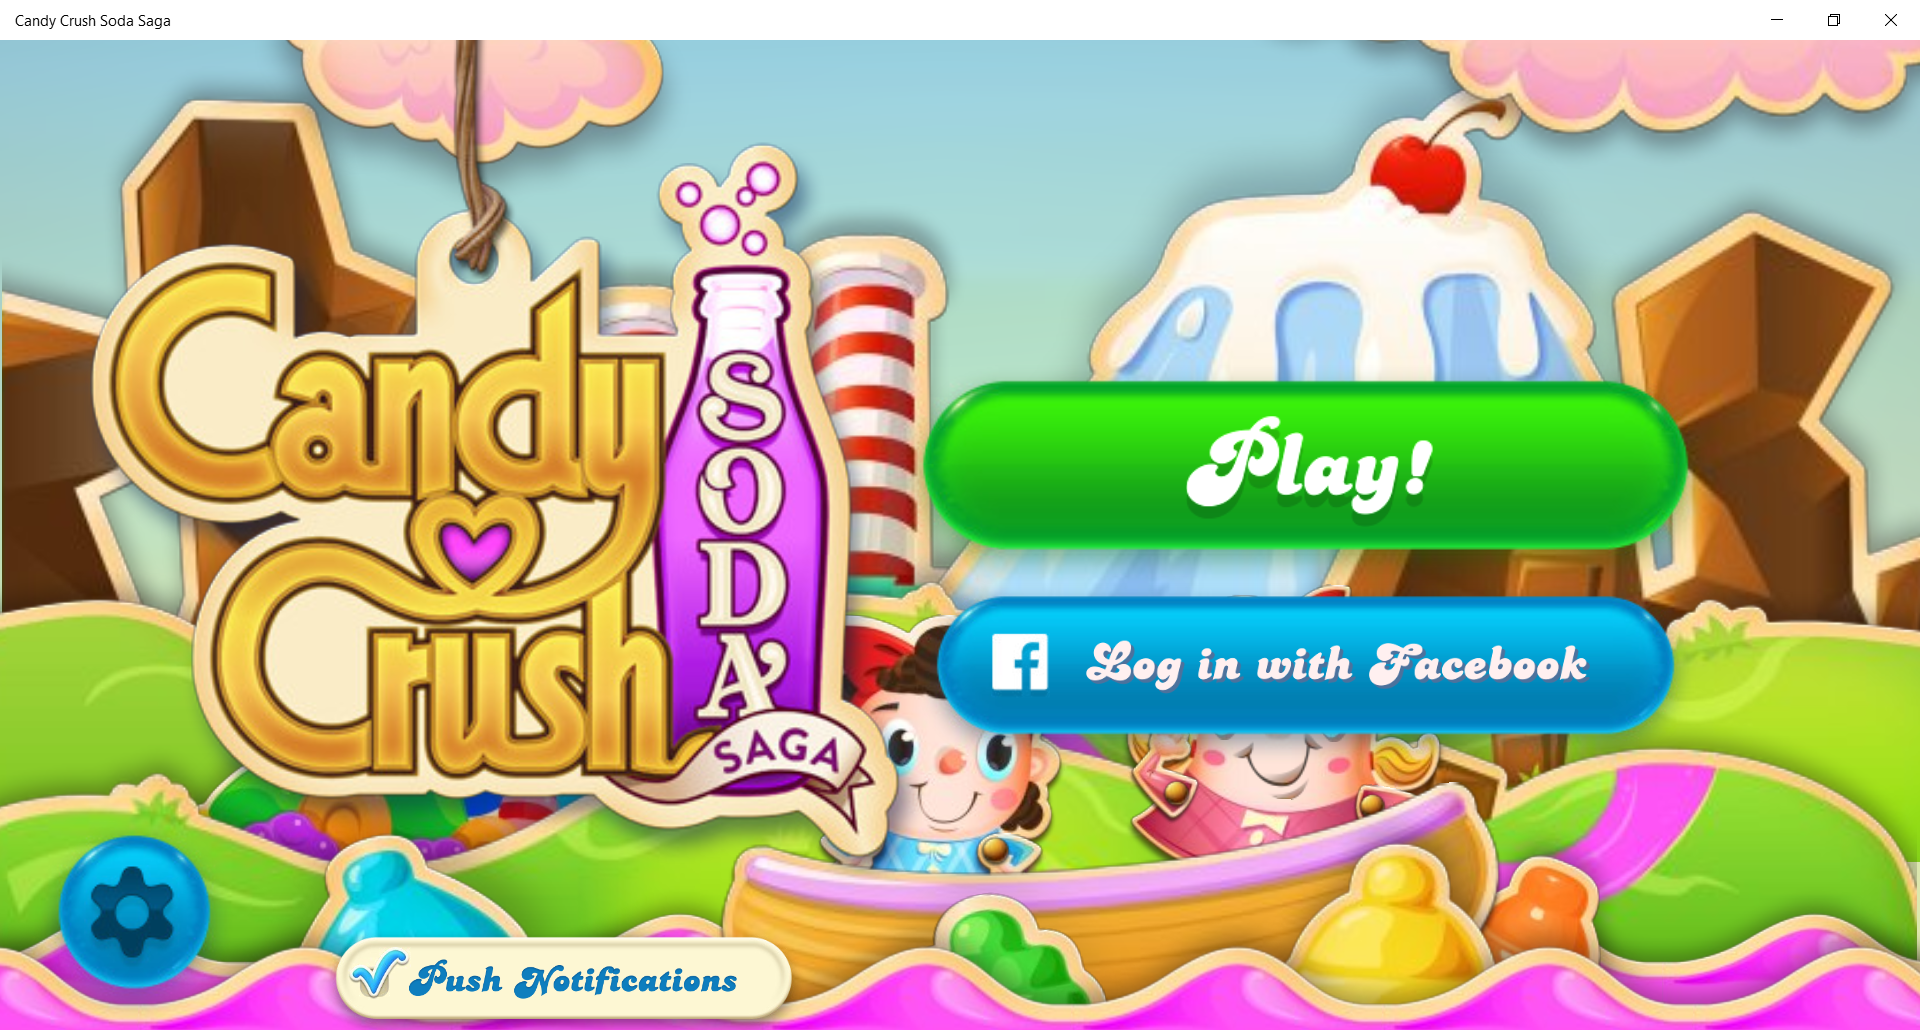 Candy Crush Soda Saga
Candy
Crush
SODA
SAGA
Play!
Log in with Facebook
Push Notifications